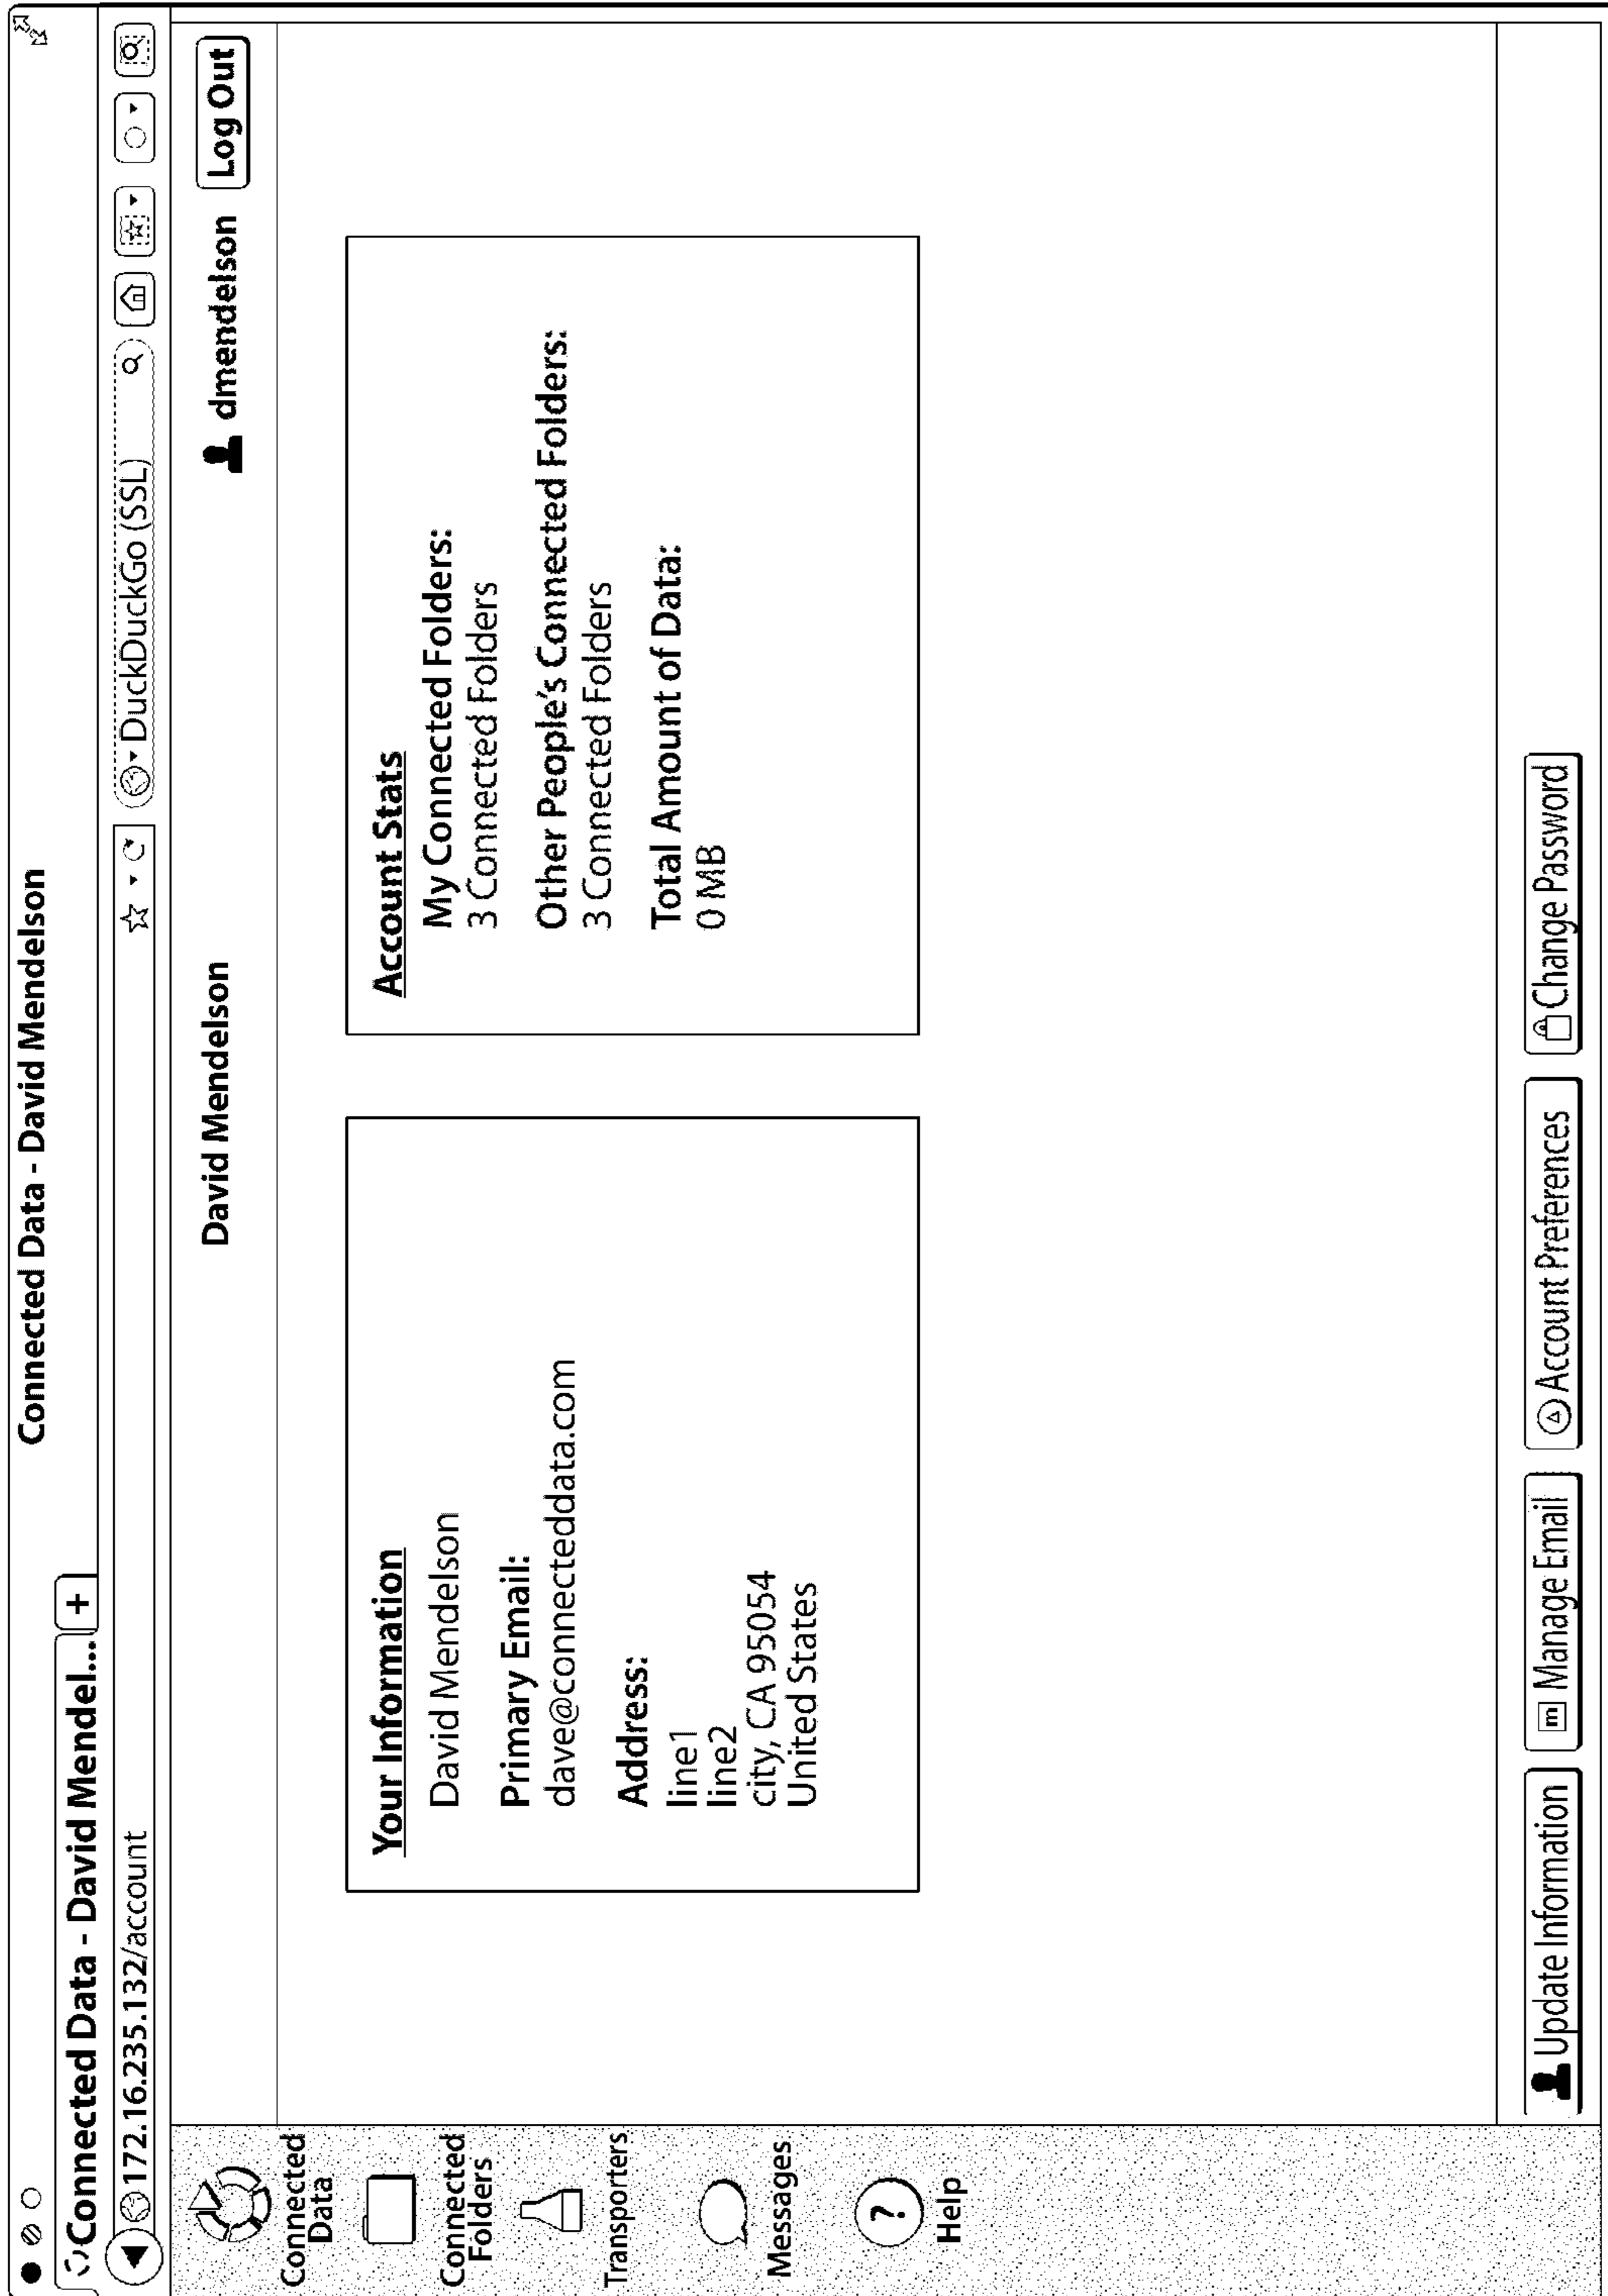 Connected Data - David Mendelson
Connected Data - David Mendel... +
172.16.235.132/account
DuckDuckGo (SSL)
David Mendelson
dmendelson
Log Out
Connected
Data
Connected
Folders
Transporters
Messages
?
Help
Your Information
David Mendelson
Primary Email:
dave@connecteddata.com
Address:
line1
line2
city, CA 95054
United States
Account Stats
My Connected Folders:
3 Connected Folders
Other People's Connected Folders:
3 Connected Folders
Total Amount of Data:
0 MB
Update Information
m Manage Email
Account Preferences
Change Password